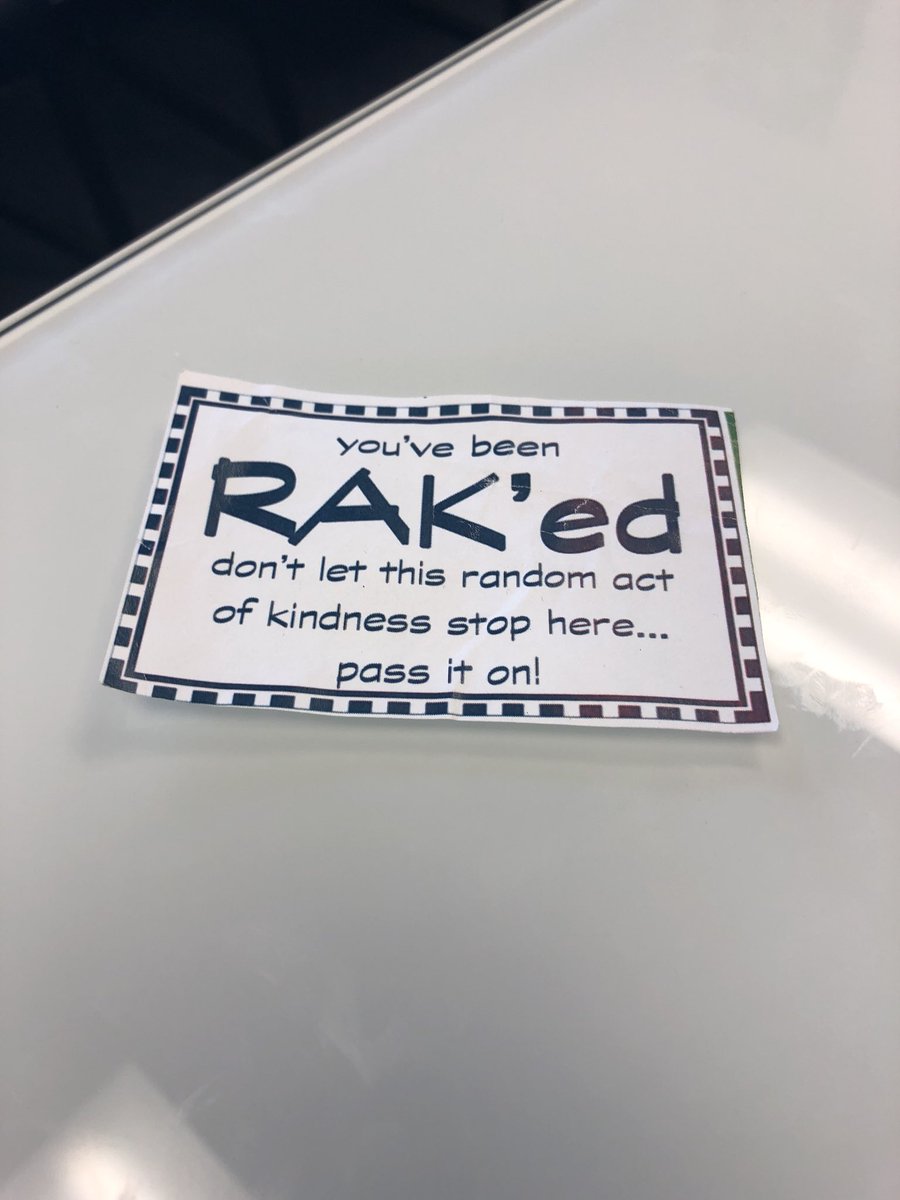 you've been
RAK'ed
don't let this random act
of kindness stop here...
pass it on!